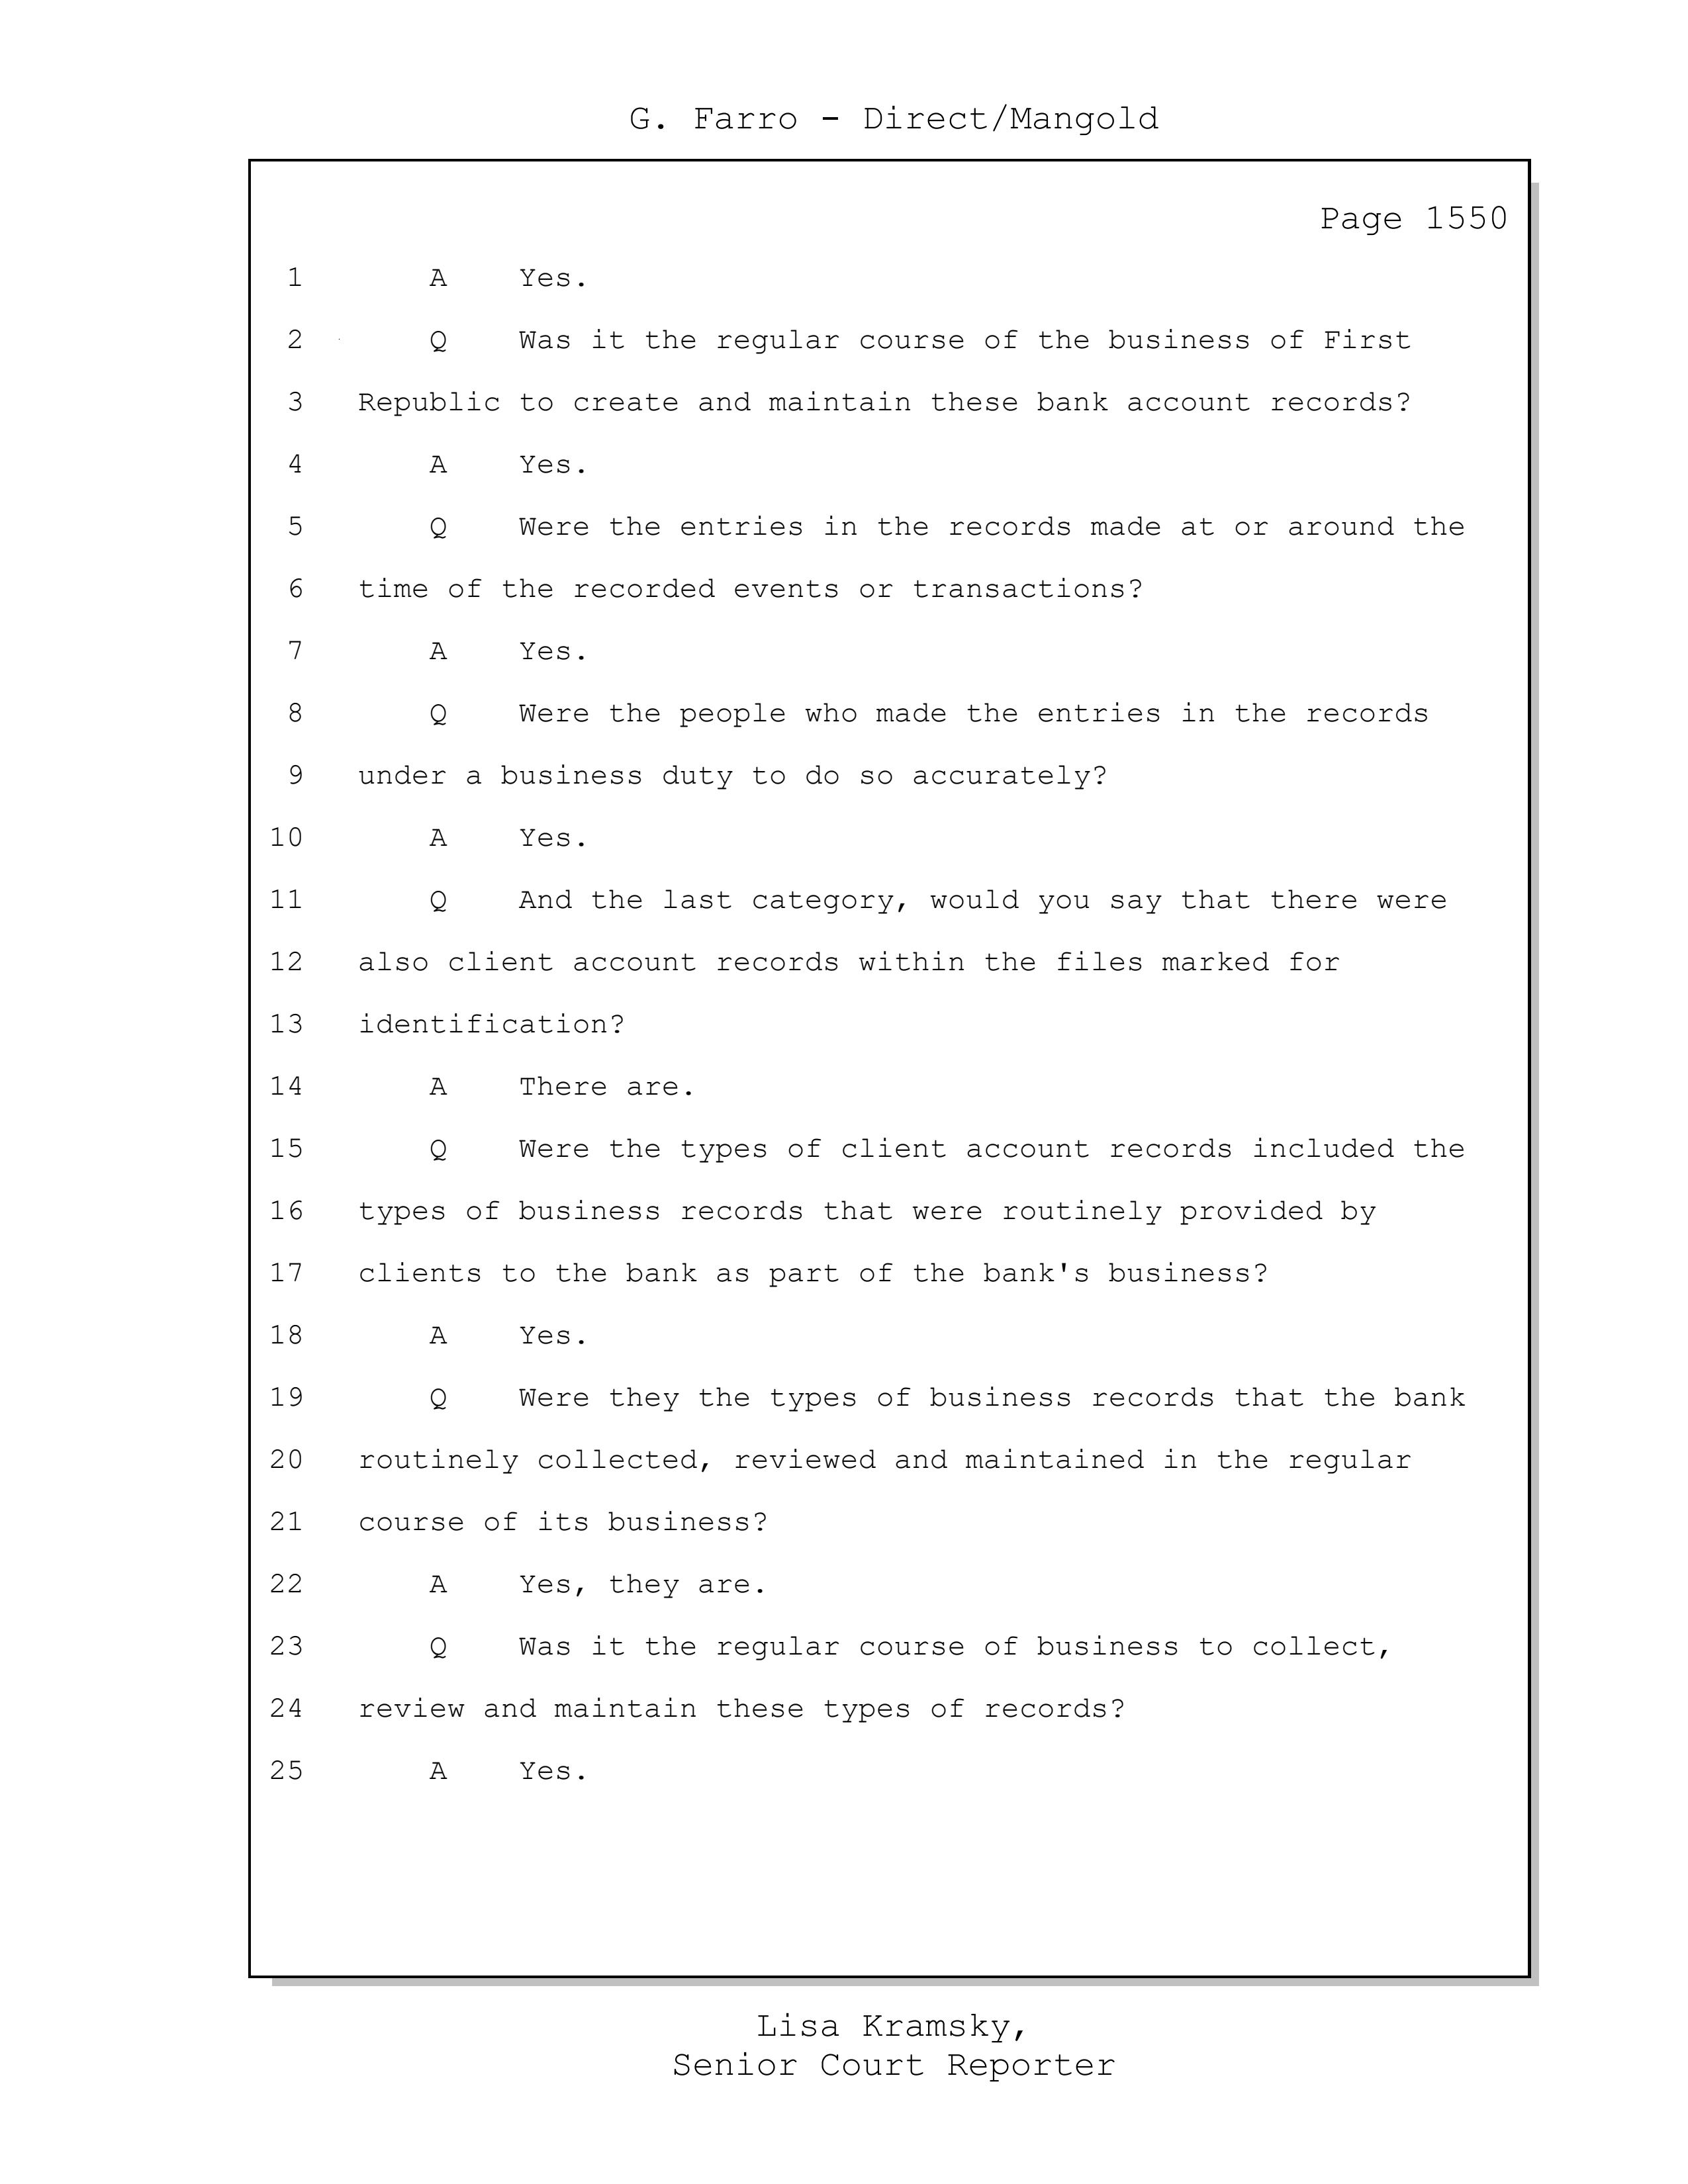 G. Farro - Direct/Mangold
Page 1550
1 A Yes.
2 Q Was it the regular course of the business of First
3 Republic to create and maintain these bank account records?
4 A Yes.
5 Q Were the entries in the records made at or around the
6 time of the recorded events or transactions?
7 A Yes.
8 Q Were the people who made the entries in the records
9 under a business duty to do so accurately?
10 A Yes.
11 Q And the last category, would you say that there were
12 also client account records within the files marked for
13 identification?
14 A There are.
15 Q Were the types of client account records included the
16 types of business records that were routinely provided by
17 clients to the bank as part of the bank's business?
18 A Yes.
19 Q Were they the types of business records that the bank
20 routinely collected, reviewed and maintained in the regular
21 course of its business?
22 A Yes, they are.
23 Q Was it the regular course of business to collect,
24 review and maintain these types of records?
25 A Yes.
Lisa Kramsky,
Senior Court Reporter